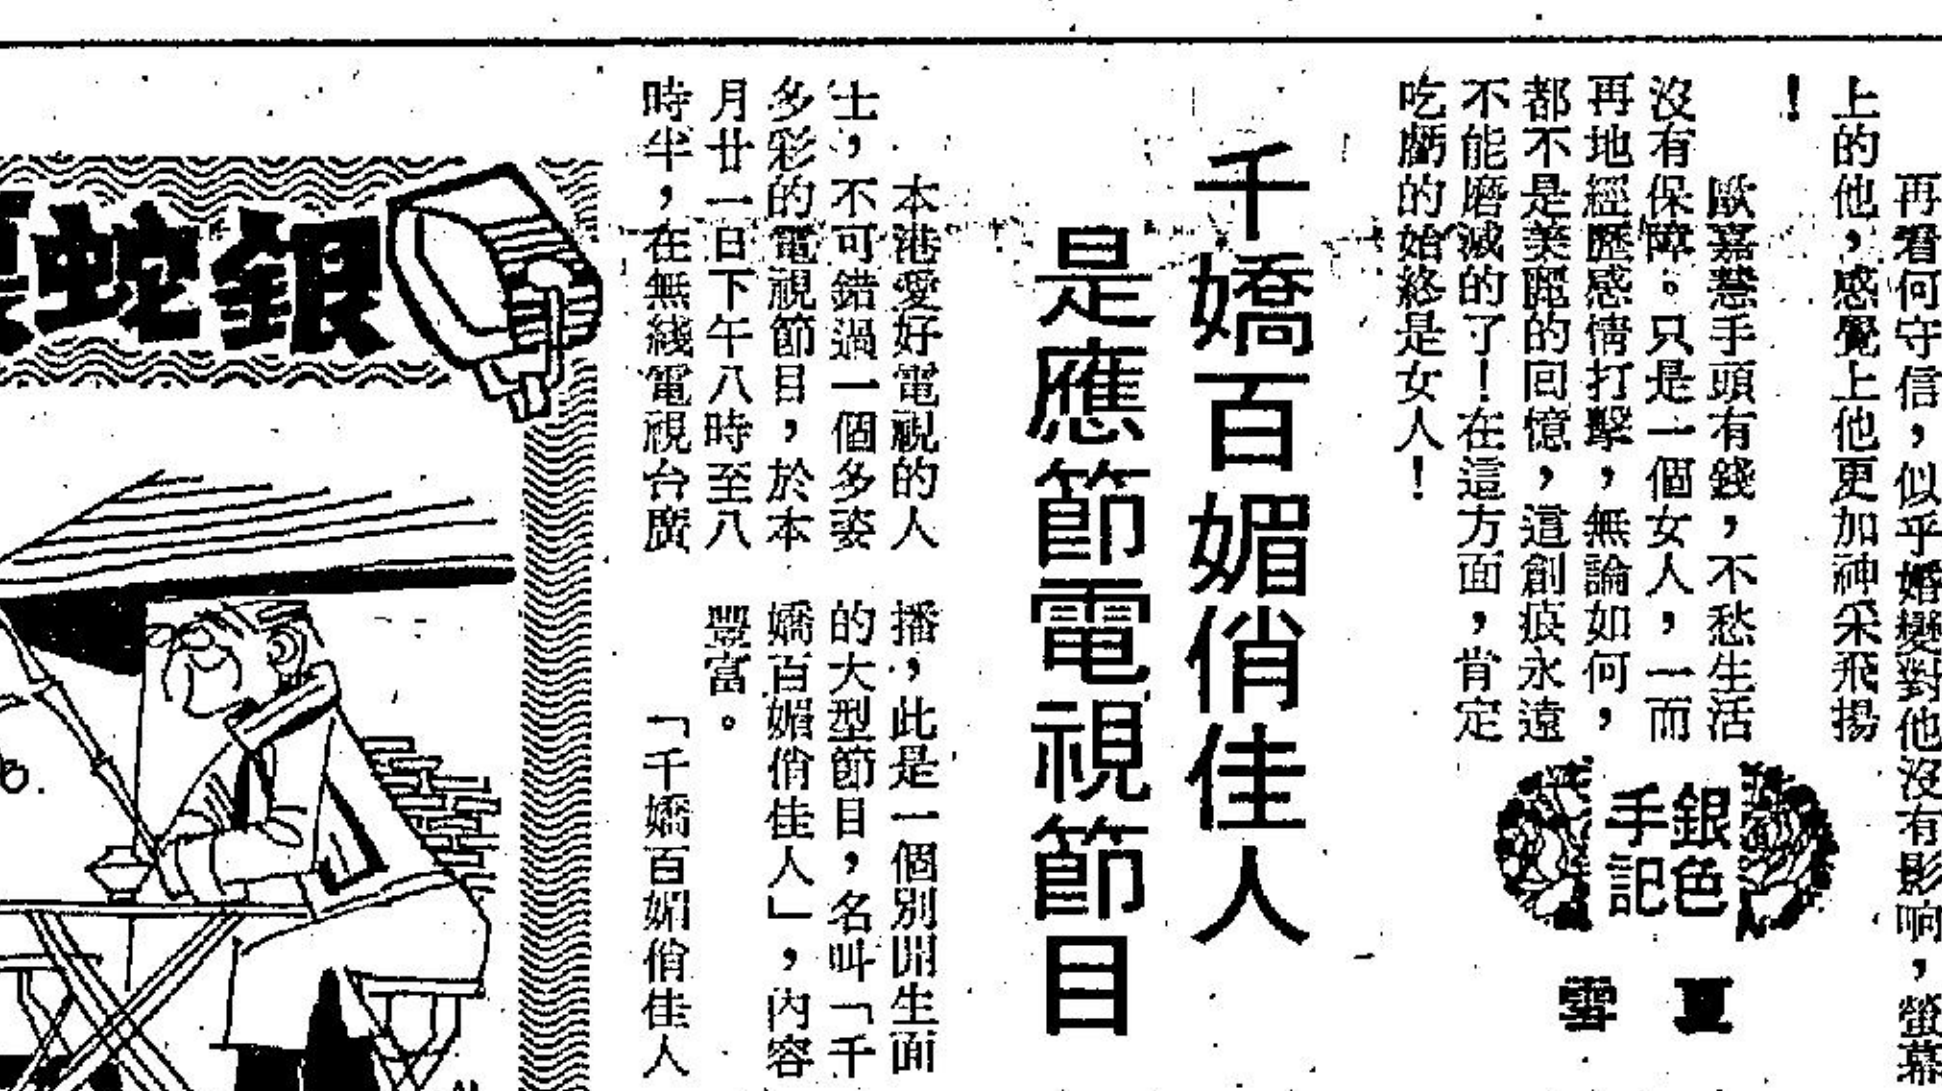 再看何守信，似乎婚變對他沒有影响，螢幕
上的他，感覺上他更加神采飛揚
！
歐嘉慧手頭有錢，不愁生活
沒有保障。只是一個女人，一而
再地經歷感情打擊，無論如何，
都不是美麗的回憶，這創痕永遠
不能磨滅的了！在這方面，肯定
吃虧的始終是女人！
銀色
手記
夏
雪
千嬌百媚俏佳人
是應節電視節目
本港愛好電視的人
士，不可錯過一個多姿
多彩的電視節目，於本
月廿一日下午八時至八
時半，在無綫電視台廣
播，此是一個別開生面
的大型節目，名叫「千
嬌百媚俏佳人」，內容
豐富。
「千嬌百媚俏佳人
銀蛇